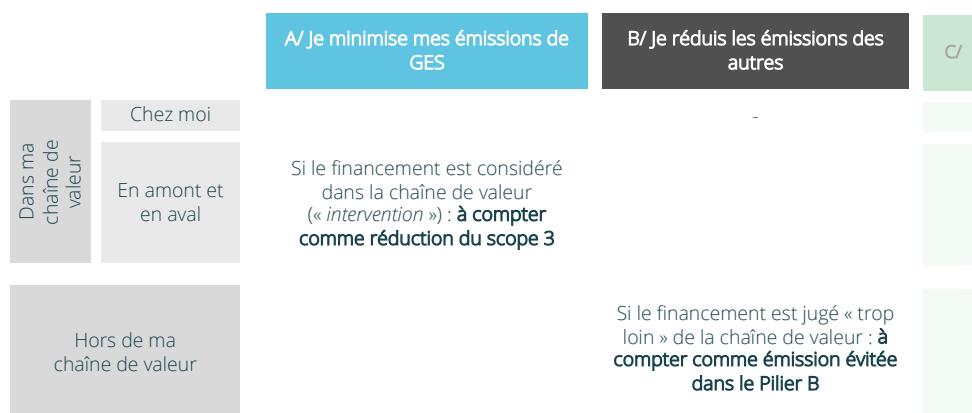 A/ Je minimise mes émissions de
GES
B/ Je réduis les émissions des
autres
C/
Dans ma
chaîne de
valeur
Chez moi
-
En amont et
en aval
Si le financement est considéré
dans la chaîne de valeur
(« intervention ») : à compter
comme réduction du scope 3
Hors de ma
chaîne de valeur
Si le financement est jugé « trop
loin » de la chaîne de valeur : à
compter comme émission évitée
dans le Pilier B